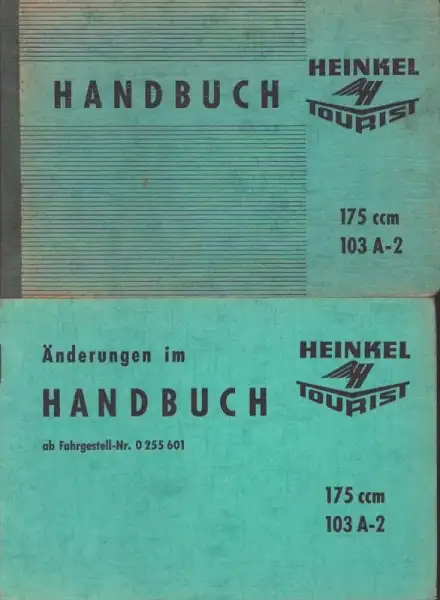 HANDBUCH
HEINKEL
TOURIST
175 ccm
103 A-2
Änderungen im
HANDBUCH
ab Fahrgestell-Nr. 0 255 601
HEINKEL
TOURIST
175 ccm
103 A-2